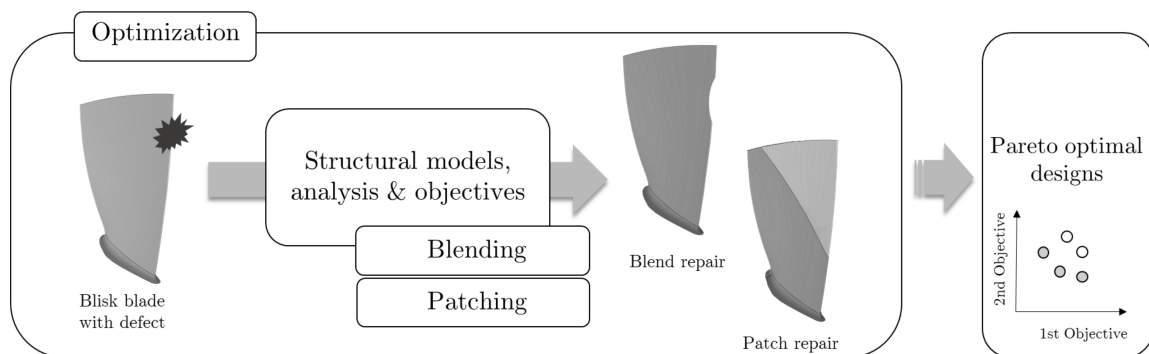 Optimization
Blisk blade
with defect
Structural models,
analysis & objectives
Blending
Patching
Blend repair
Patch repair
Pareto optimal
designs
2nd Objective
1st Objective